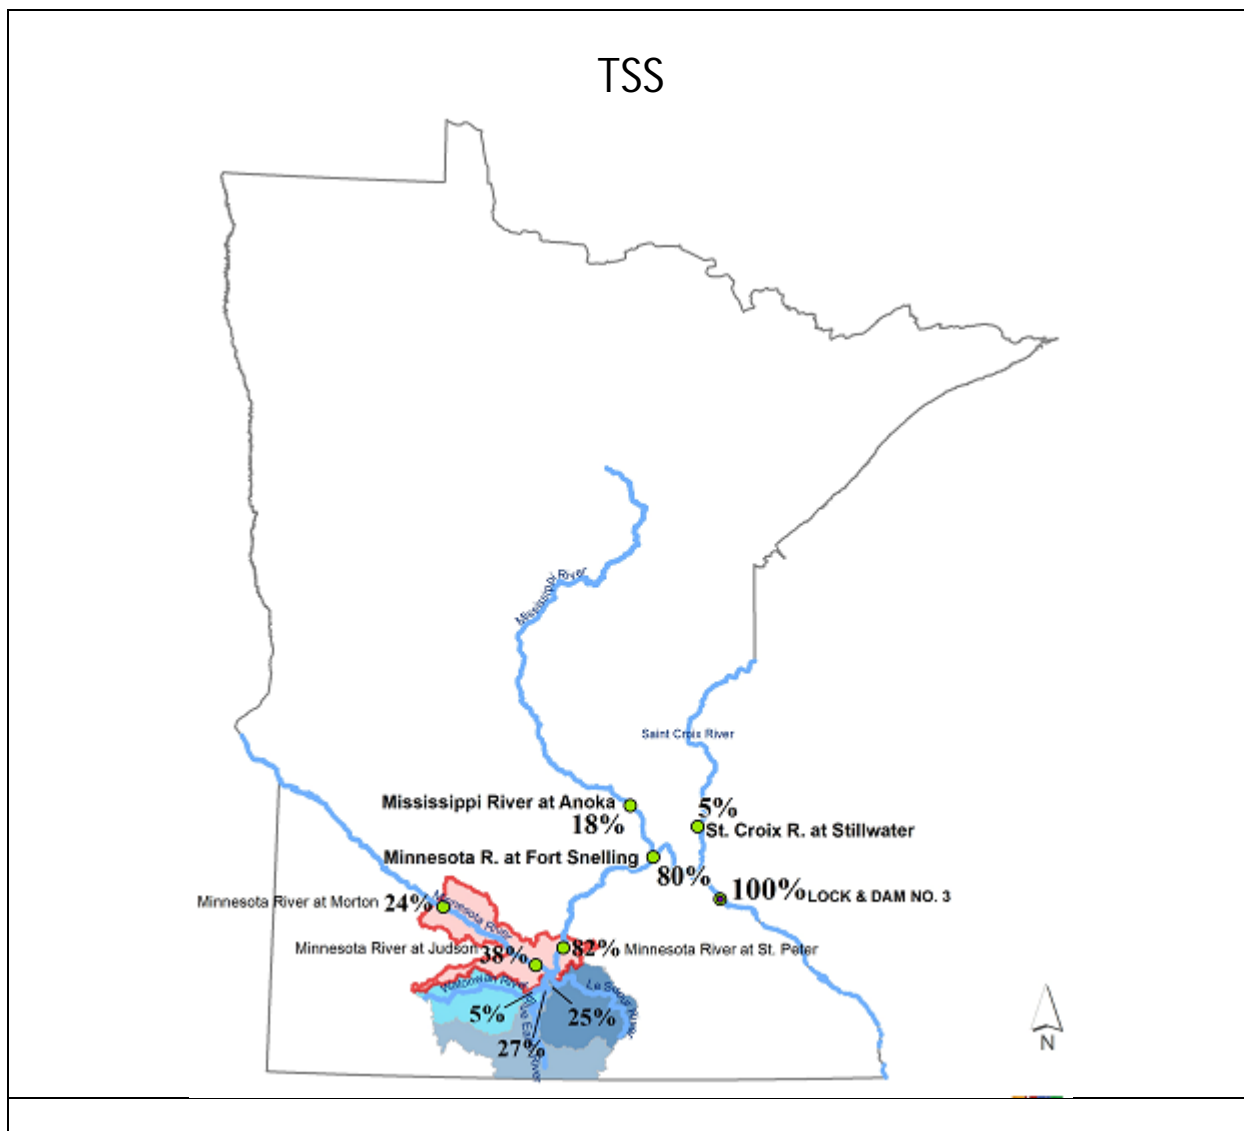 TSS
Mississippi River
Saint Croix River
Mississippi River at Anoka
18%
5%
St. Croix R. at Stillwater
Minnesota R. at Fort Snelling
80%
100% LOCK & DAM NO. 3
Minnesota River at Morton 24%
Minnesota River
Minnesota River at Judson
38%
82% Minnesota River at St. Peter
Watonwan River
Le Sueur River
5%
25%
27%
River
N